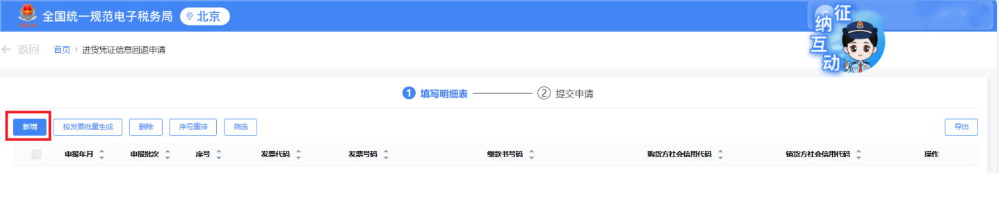 全国统一规范电子税务局 北京
征纳互动
← 返回 首页 > 进货凭证信息回退申请
1 填写明细表 2 提交申请
新增 按发票批量生成 删除 序号重排 筛选 导出
申报年月 申报批次 序号 发票代码 发票号码 缴款书号码 购货方社会信用代码 销货方社会信用代码 操作